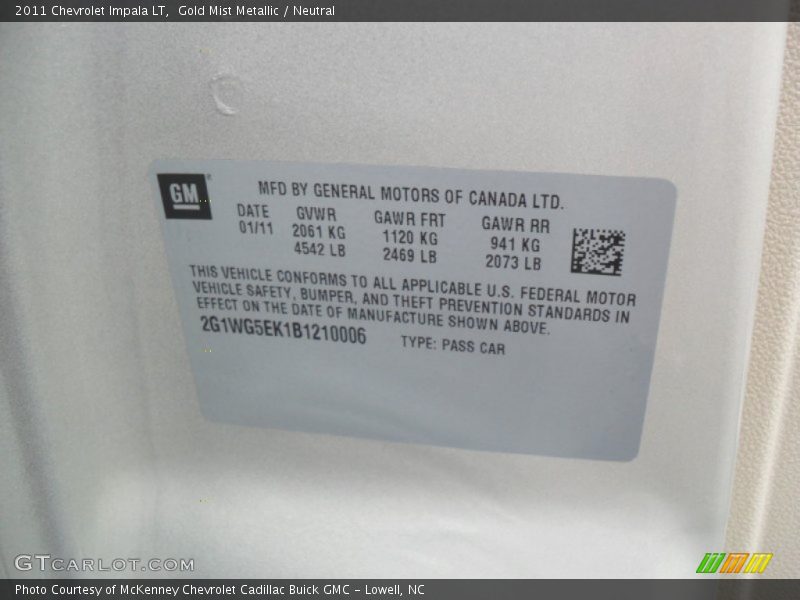 2011 Chevrolet Impala LT,  Gold Mist Metallic / Neutral
GM
MFD BY GENERAL MOTORS OF CANADA LTD.
DATE GVWR GAWR FRT GAWR RR
01/11 2061 KG 1120 KG 941 KG
4542 LB 2469 LB 2073 LB
THIS VEHICLE CONFORMS TO ALL APPLICABLE U.S. FEDERAL MOTOR
VEHICLE SAFETY, BUMPER, AND THEFT PREVENTION STANDARDS IN
EFFECT ON THE DATE OF MANUFACTURE SHOWN ABOVE.
2G1WG5EK1B1210006 TYPE: PASS CAR
GTCARLOT.COM
Photo Courtesy of McKenney Chevrolet Cadillac Buick GMC - Lowell, NC